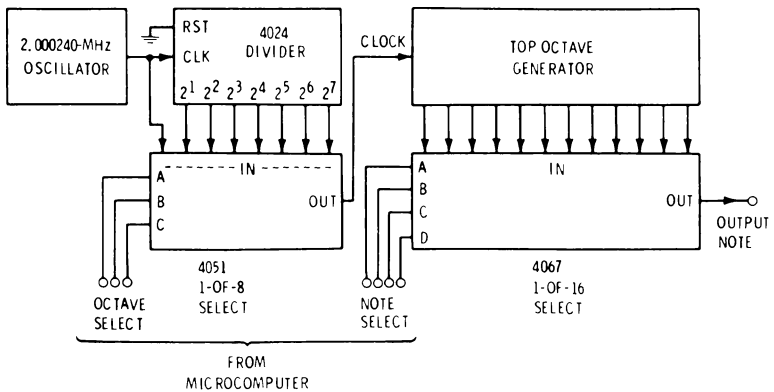 2.000240-MHz
OSCILLATOR
RST
CLK
4024
DIVIDER
2¹ 2² 2³ 2⁴ 2⁵ 2⁶ 2⁷
CLOCK
TOP OCTAVE
GENERATOR
IN
A
B
C
OUT
IN
A
B
C
D
OUT
OUTPUT
NOTE
OCTAVE
SELECT
4051
1-OF-8
SELECT
NOTE
SELECT
4067
1-OF-16
SELECT
FROM
MICROCOMPUTER